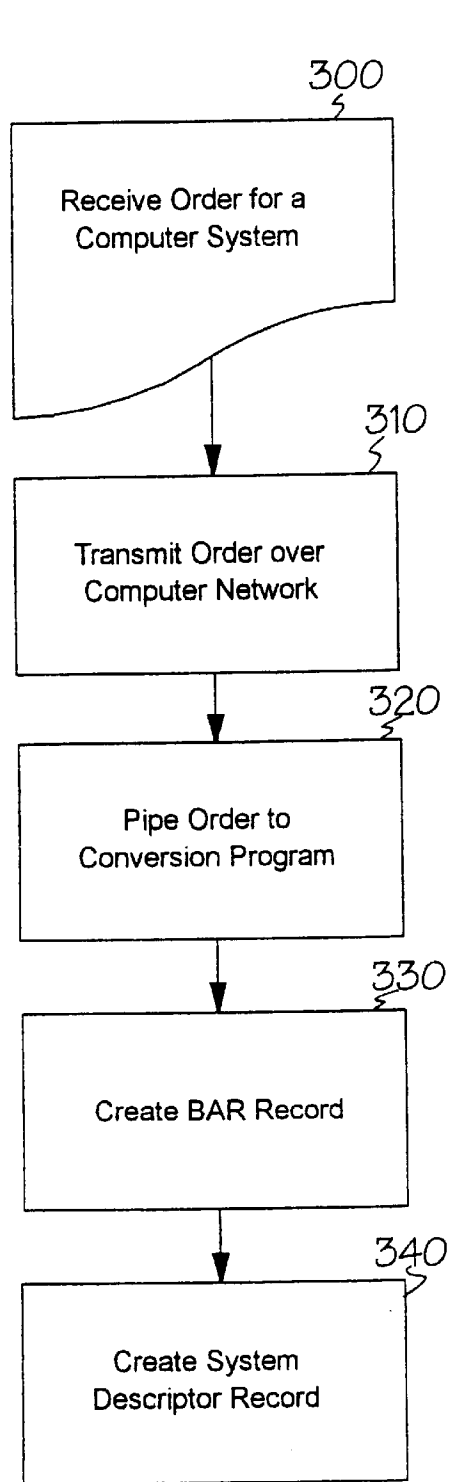 300
Receive Order for a
Computer System
310
Transmit Order over
Computer Network
320
Pipe Order to
Conversion Program
330
Create BAR Record
340
Create System
Descriptor Record